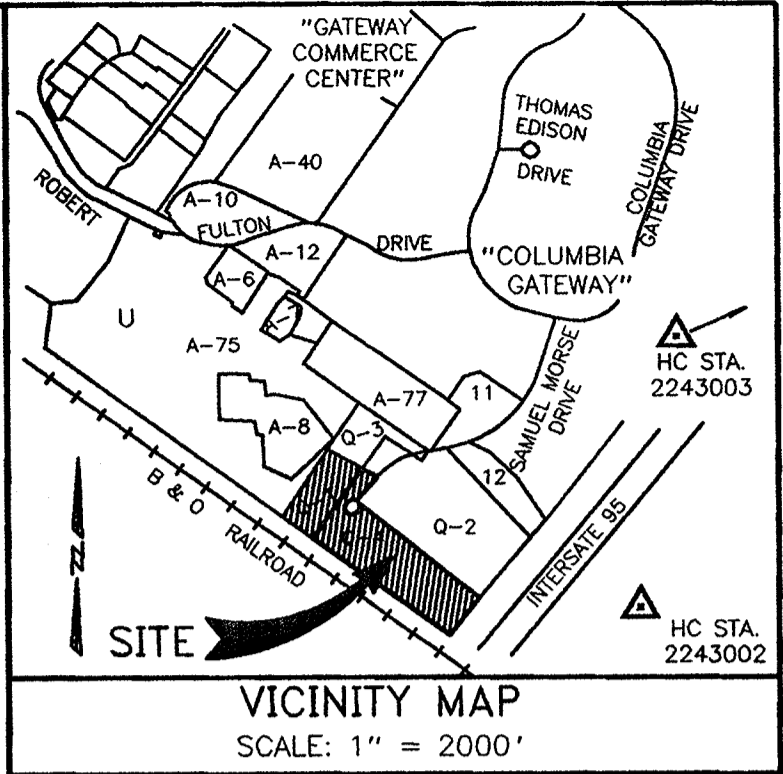 "GATEWAY
COMMERCE
CENTER"
THOMAS
EDISON
DRIVE
COLUMBIA
GATEWAY DRIVE
A-40
ROBERT
A-10
FULTON
DRIVE
A-12
"COLUMBIA
GATEWAY"
A-6
U
A-75
HC STA.
2243003
A-77
11
SAMUEL MORSE
DRIVE
A-8
Q-3
12
B & O
RAILROAD
Q-2
INTERSATE 95
SITE
N
HC STA.
2243002
VICINITY MAP
SCALE: 1" = 2000'